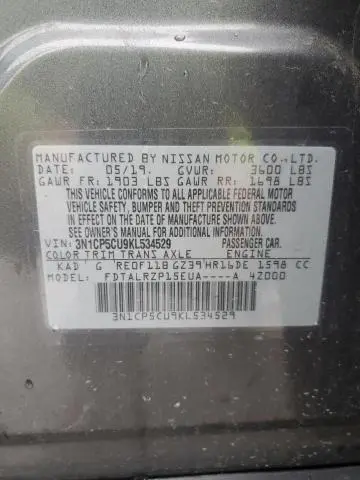 MANUFACTURED BY NISSAN MOTOR CO.,LTD.
DATE: 05/19. GVWR: 3600 LBS
GAWR FR: 1903 LBS GAWR RR: 1698 LBS
THIS VEHICLE CONFORMS TO ALL APPLICABLE FEDERAL MOTOR
VEHICLE SAFETY, BUMPER AND THEFT PREVENTION STANDARDS
IN EFFECT ON THE DATE OF MANUFACTURE SHOWN ABOVE.
SEE OWNER'S MANUAL FOR ADDITIONAL INFORMATION.
VEHICLE IDENT.
NUMBER: 3N1CP5CU9KL534529 PASSENGER CAR.
COLOR TRIM TRANS AXLE ENGINE
KAD G RE0F11B GZ39 HR16DE 1598 CC
MODEL: FDTALRZP15EUA----A 4Z000
3N1CP5CU9KL534529